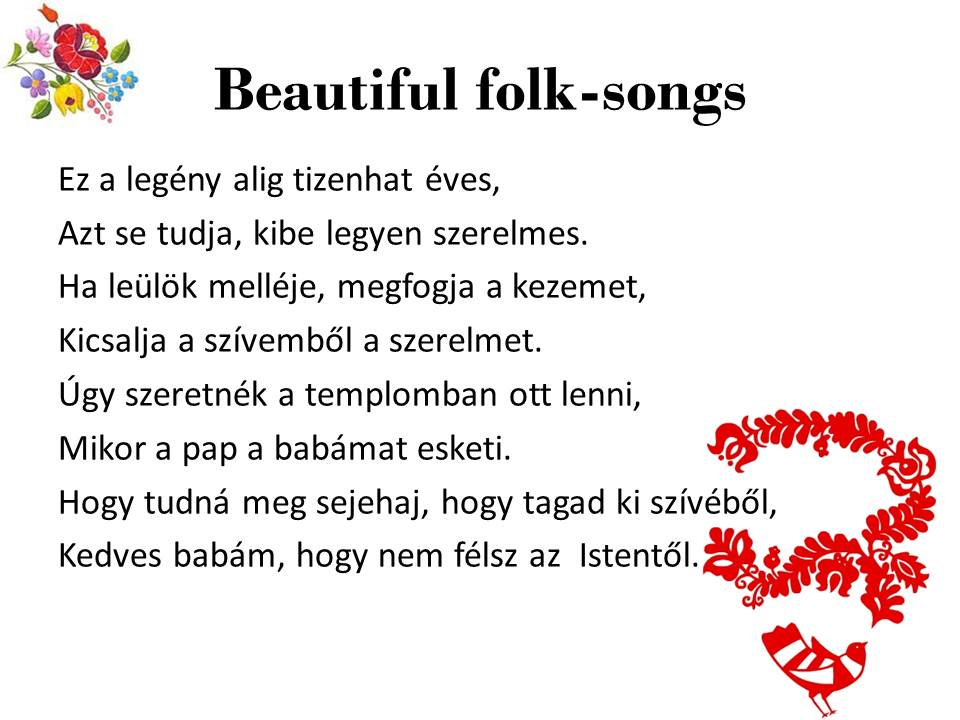 Beautiful folk-songs
Ez a legény alig tizenhat éves,
Azt se tudja, kibe legyen szerelmes.
Ha leülök melléje, megfogja a kezemet,
Kicsalja a szívemből a szerelmet.
Úgy szeretnék a templomban ott lenni,
Mikor a pap a babámat esketi.
Hogy tudná meg sejehaj, hogy tagad ki szívéből,
Kedves babám, hogy nem félsz az  Istentől.